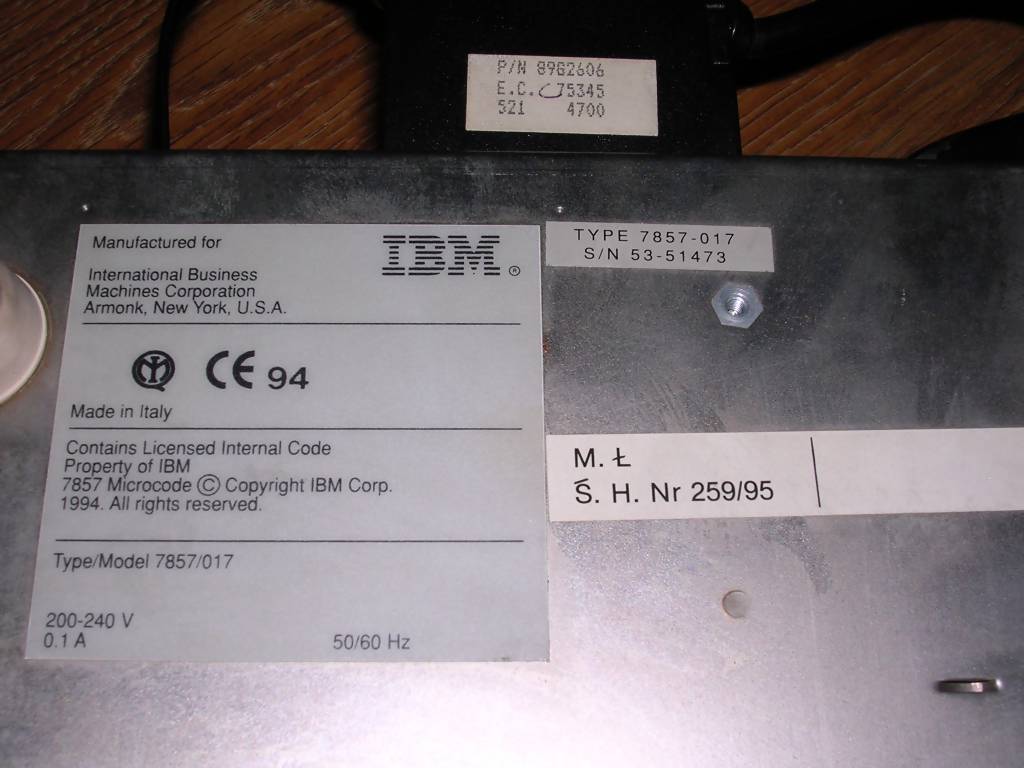 P/N 89G2606
E.C. C75345
521 4700
Manufactured for
IBM ®
International Business
Machines Corporation
Armonk, New York, U.S.A.
CE 94
Made in Italy
Contains Licensed Internal Code
Property of IBM
7857 Microcode © Copyright IBM Corp.
1994. All rights reserved.
Type/Model 7857/017
200-240 V
0.1 A 50/60 Hz
TYPE 7857-017
S/N 53-51473
M. Ł
Ś. H. Nr 259/95